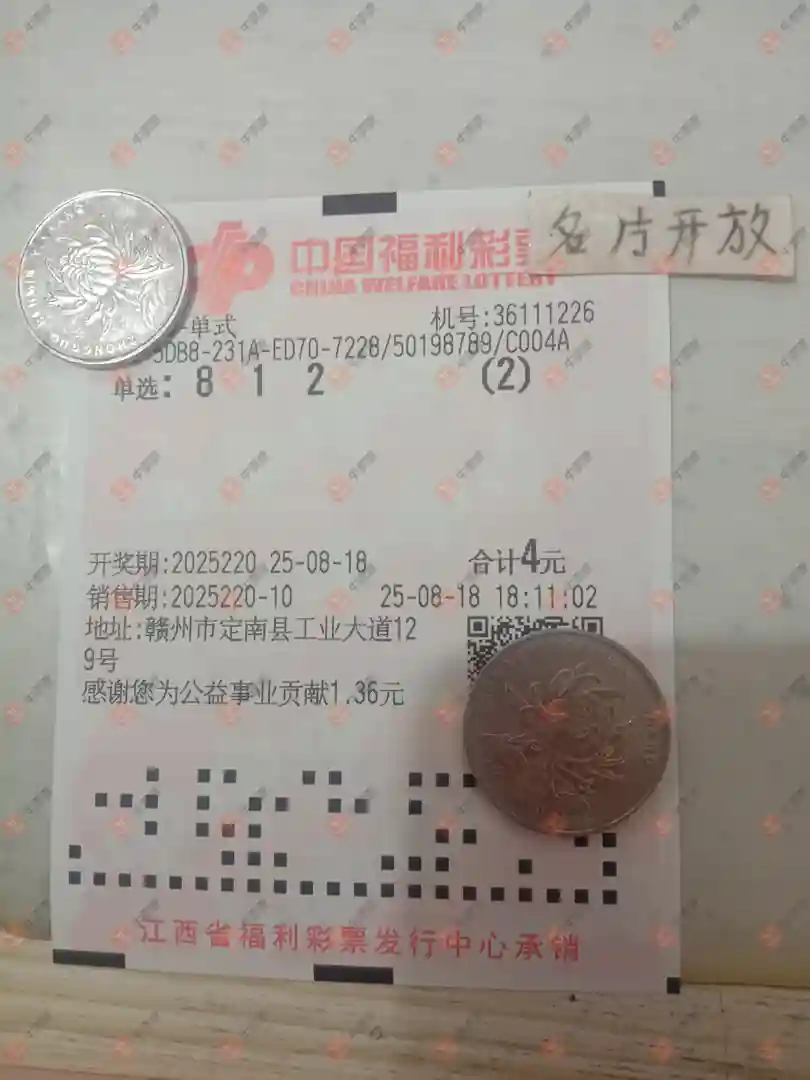 中国福利彩票
CHINA WELFARE LOTTERY
名片开放
单式
机号:36111226
5DB8-231A-ED70-7228/50198789/C004A
单选: 8 1 2 (2)
开奖期:2025220 25-08-18 合计4元
销售期:2025220-10 25-08-18 18:11:02
地址:赣州市定南县工业大道12
9号
感谢您为公益事业贡献1.36元
江西省福利彩票发行中心承销